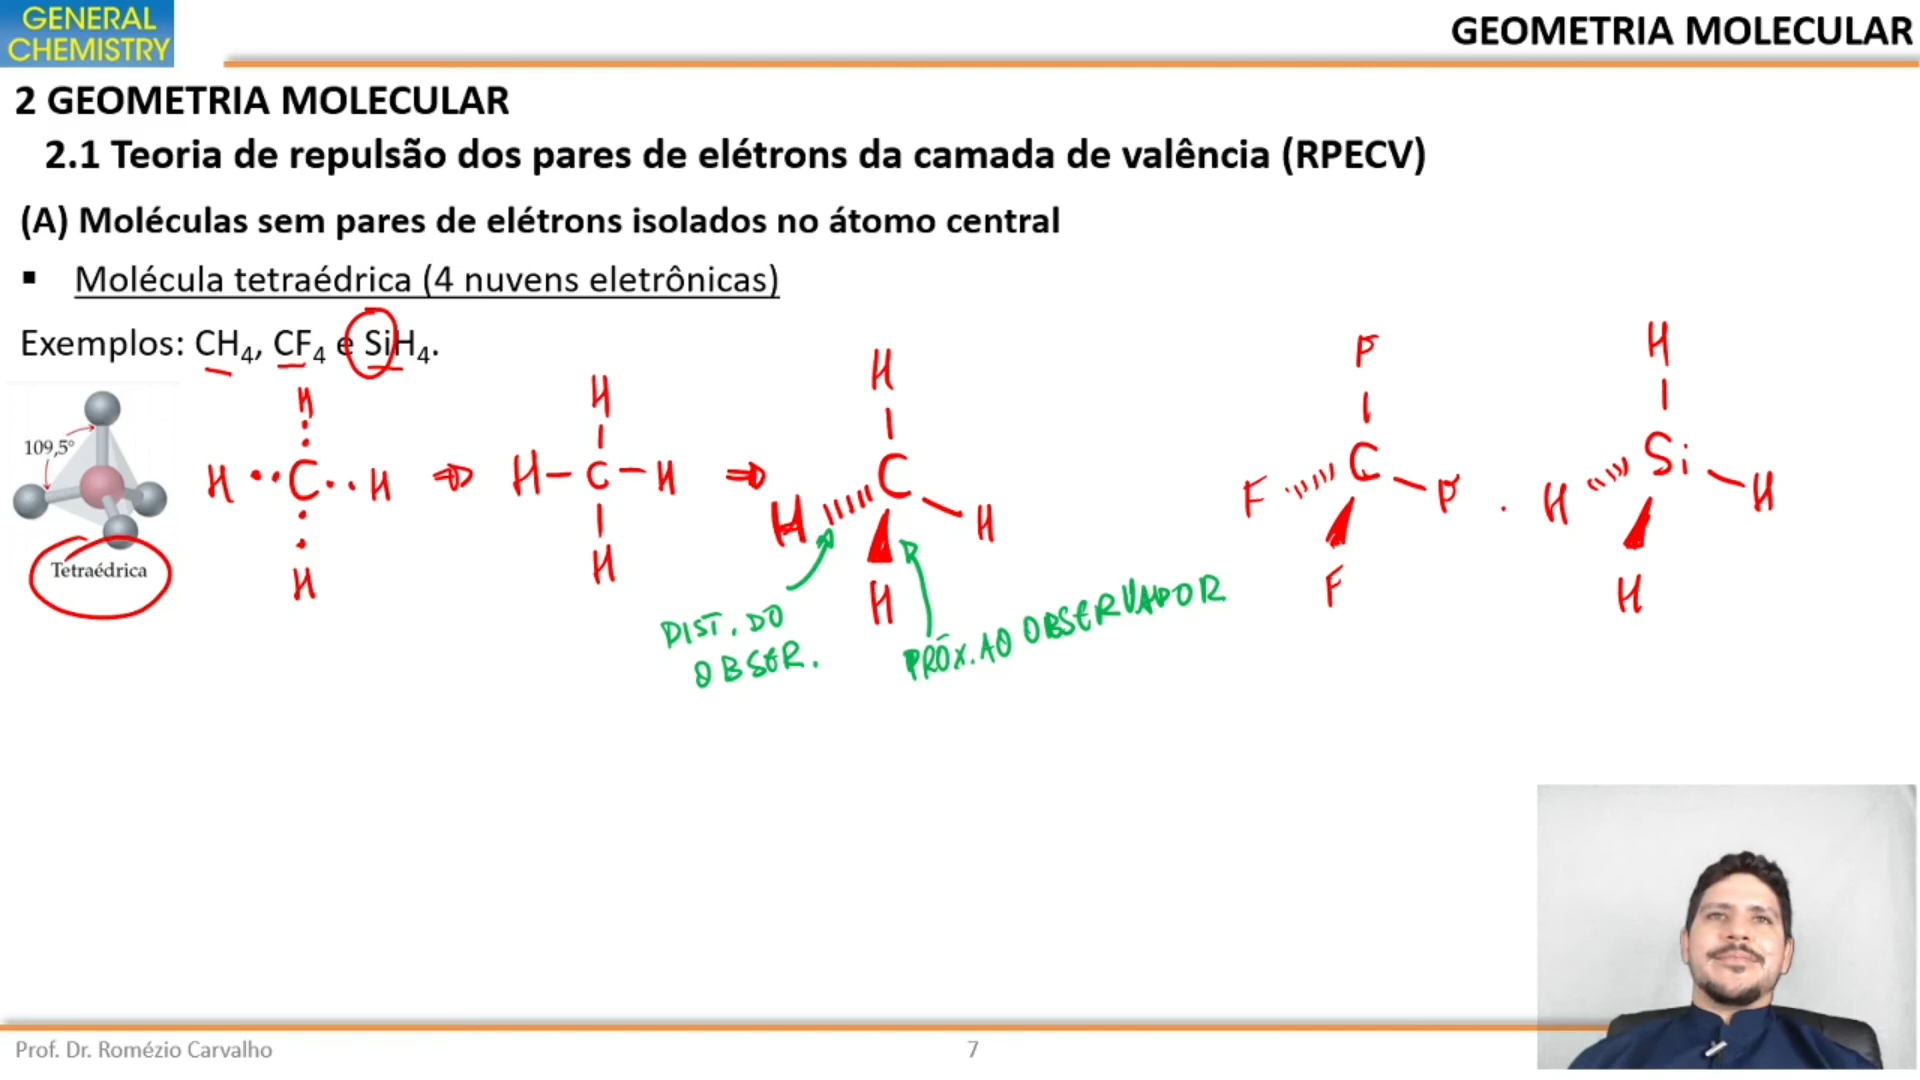 GENERAL
CHEMISTRY
GEOMETRIA MOLECULAR
2 GEOMETRIA MOLECULAR
2.1 Teoria de repulsão dos pares de elétrons da camada de valência (RPECV)
(A) Moléculas sem pares de elétrons isolados no átomo central
▪ Molécula tetraédrica (4 nuvens eletrônicas)
Exemplos: CH₄, CF₄ e SiH₄.
109,5°
Tetraédrica
H
H ·· C ·· H
H
⇒
H
H – C – H
H
⇒
H
C
H H
H
DIST. DO
OBSER.
PRÓX. AO OBSERVADOR
F
C
F F
F
.
H
Si
H H
H
Prof. Dr. Romézio Carvalho
7